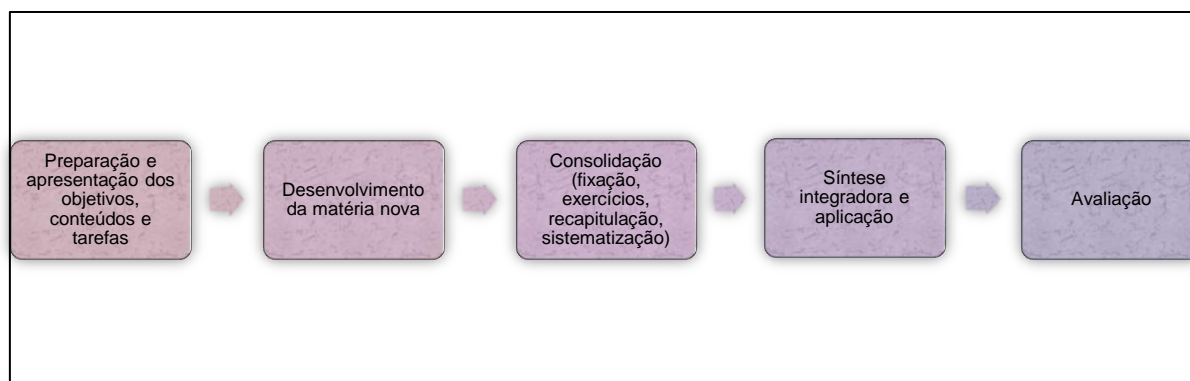 Preparação e
apresentação dos
objetivos,
conteúdos e
tarefas
Desenvolvimento
da matéria nova
Consolidação
(fixação,
exercícios,
recapitulação,
sistematização)
Síntese
integradora e
aplicação
Avaliação